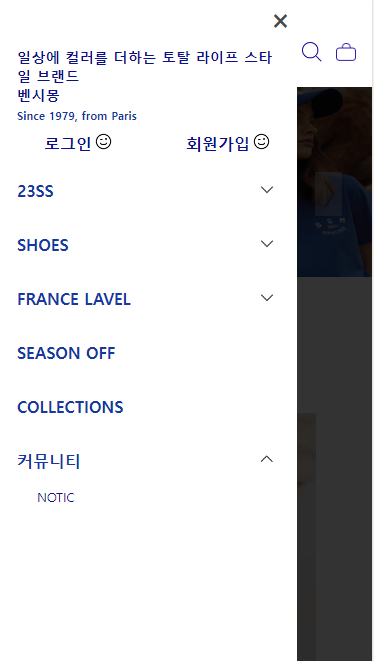 ×
일상에 컬러를 더하는 토탈 라이프 스타
일 브랜드
벤시몽
Since 1979, from Paris
로그인 회원가입
23SS
SHOES
FRANCE LAVEL
SEASON OFF
COLLECTIONS
커뮤니티
NOTIC